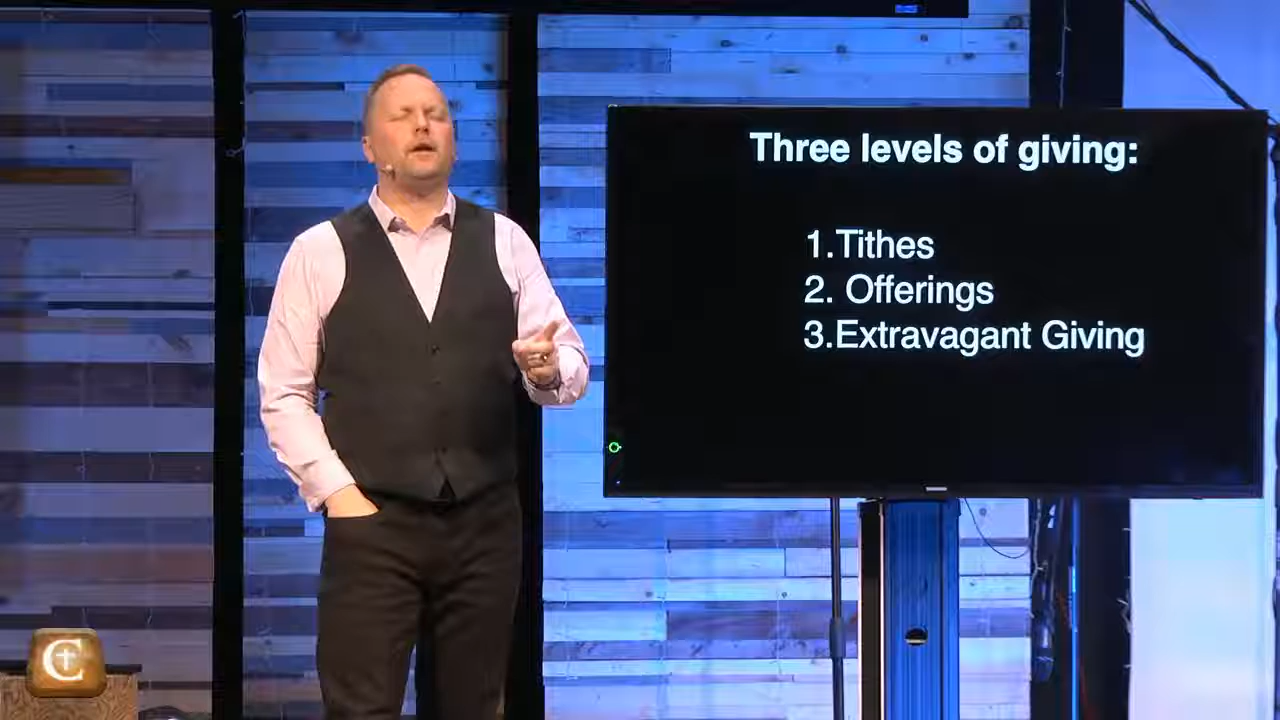 Three levels of giving:
1.Tithes
2. Offerings
3.Extravagant Giving
C